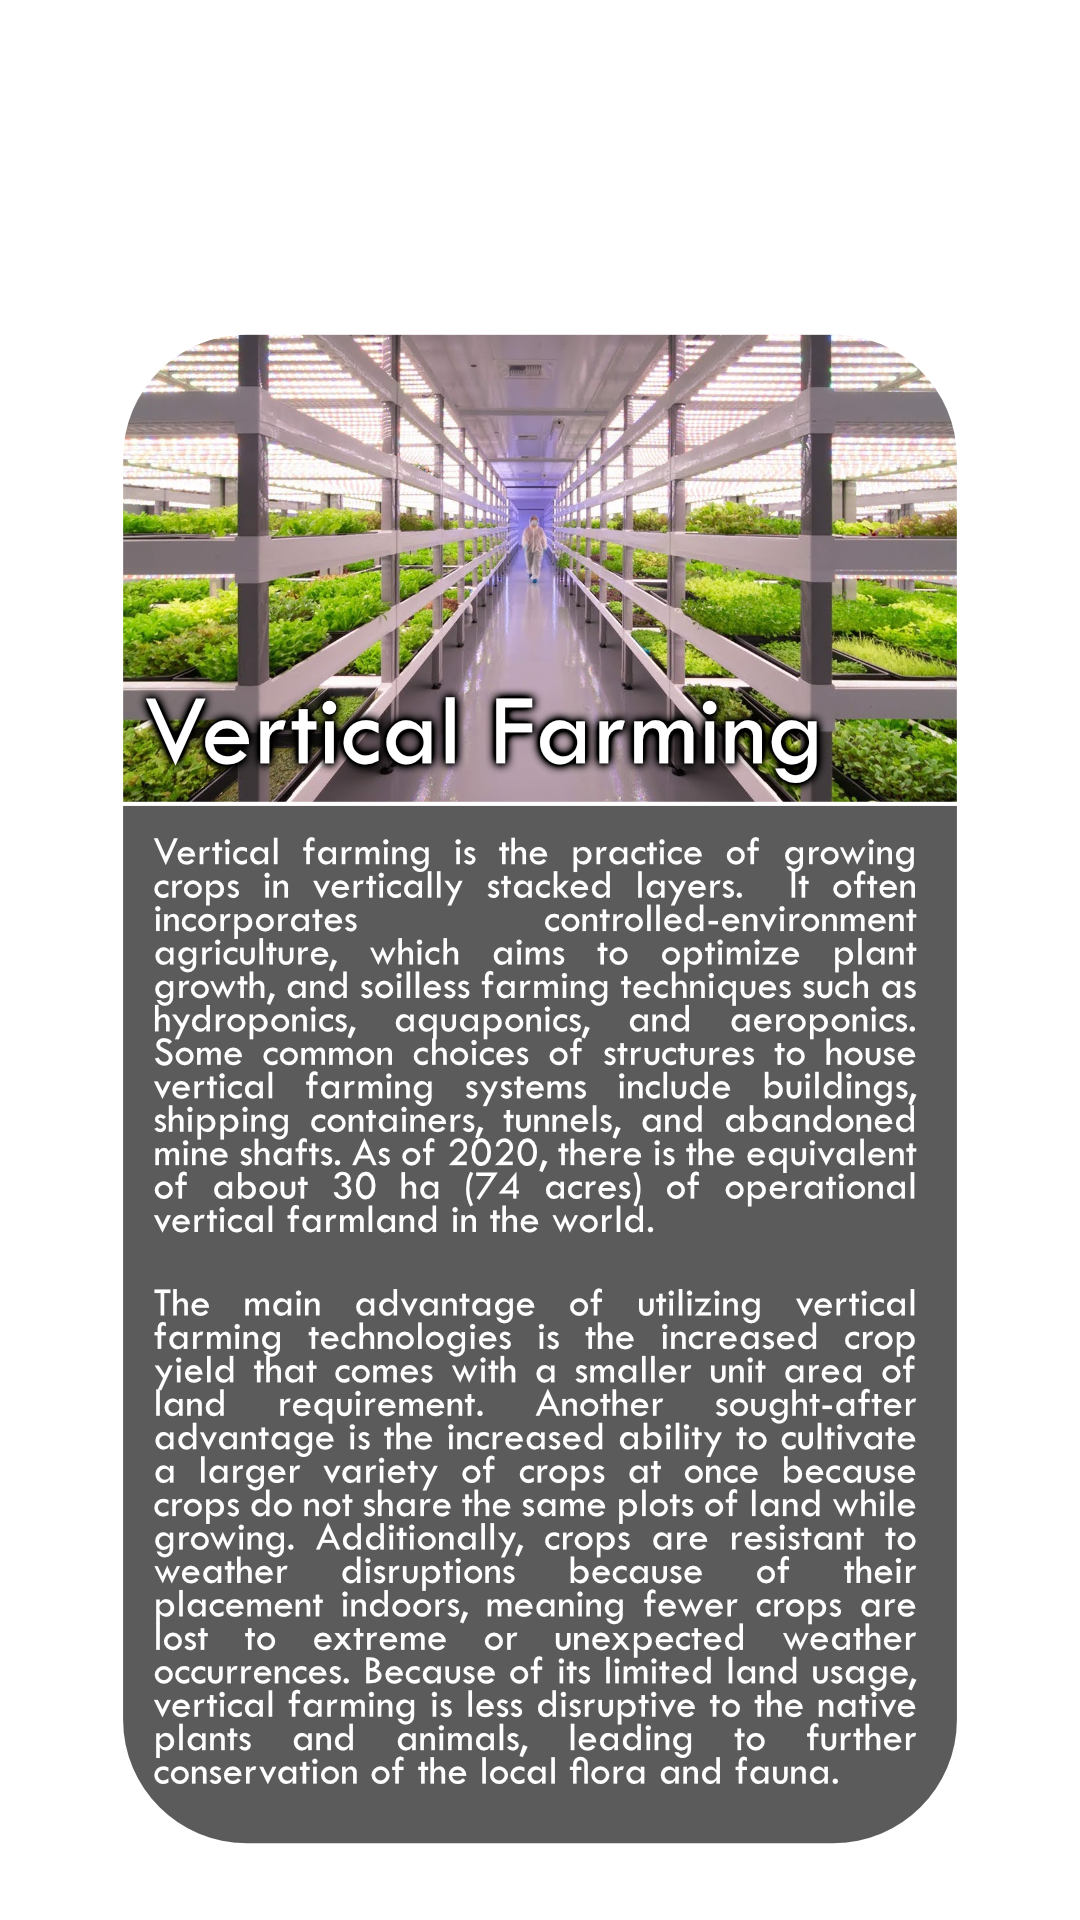 Vertical Farming
Vertical farming is the practice of growing
crops in vertically stacked layers. It often
incorporates controlled-environment
agriculture, which aims to optimize plant
growth, and soilless farming techniques such as
hydroponics, aquaponics, and aeroponics.
Some common choices of structures to house
vertical farming systems include buildings,
shipping containers, tunnels, and abandoned
mine shafts. As of 2020, there is the equivalent
of about 30 ha (74 acres) of operational
vertical farmland in the world.
The main advantage of utilizing vertical
farming technologies is the increased crop
yield that comes with a smaller unit area of
land requirement. Another sought-after
advantage is the increased ability to cultivate
a larger variety of crops at once because
crops do not share the same plots of land while
growing. Additionally, crops are resistant to
weather disruptions because of their
placement indoors, meaning fewer crops are
lost to extreme or unexpected weather
occurrences. Because of its limited land usage,
vertical farming is less disruptive to the native
plants and animals, leading to further
conservation of the local flora and fauna.